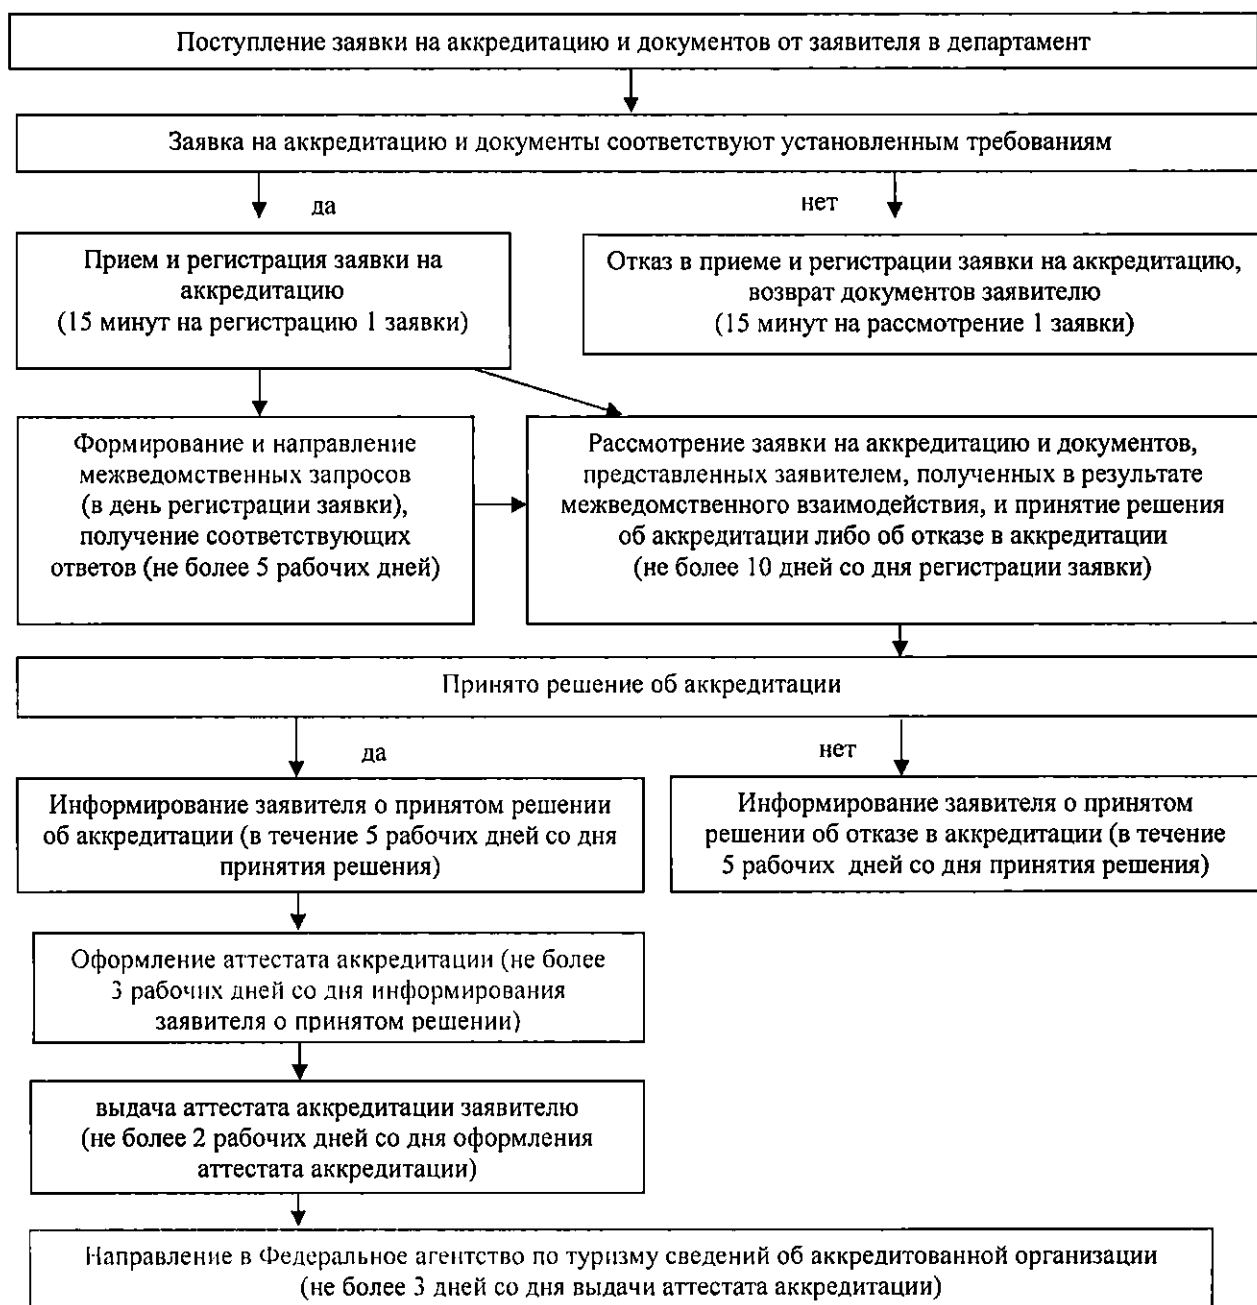 Поступление заявки на аккредитацию и документов от заявителя в департамент
Заявка на аккредитацию и документы соответствуют установленным требованиям
да
нет
Прием и регистрация заявки на
аккредитацию
(15 минут на регистрацию 1 заявки)
Отказ в приеме и регистрации заявки на аккредитацию,
возврат документов заявителю
(15 минут на рассмотрение 1 заявки)
Формирование и направление
межведомственных запросов
(в день регистрации заявки),
получение соответствующих
ответов (не более 5 рабочих дней)
Рассмотрение заявки на аккредитацию и документов,
представленных заявителем, полученных в результате
межведомственного взаимодействия, и принятие решения
об аккредитации либо об отказе в аккредитации
(не более 10 дней со дня регистрации заявки)
Принято решение об аккредитации
да
нет
Информирование заявителя о принятом решении
об аккредитации (в течение 5 рабочих дней со дня
принятия решения)
Информирование заявителя о принятом
решении об отказе в аккредитации (в течение
5 рабочих дней со дня принятия решения)
Оформление аттестата аккредитации (не более
3 рабочих дней со дня информирования
заявителя о принятом решении)
выдача аттестата аккредитации заявителю
(не более 2 рабочих дней со дня оформления
аттестата аккредитации)
Направление в Федеральное агентство по туризму сведений об аккредитованной организации
(не более 3 дней со дня выдачи аттестата аккредитации)